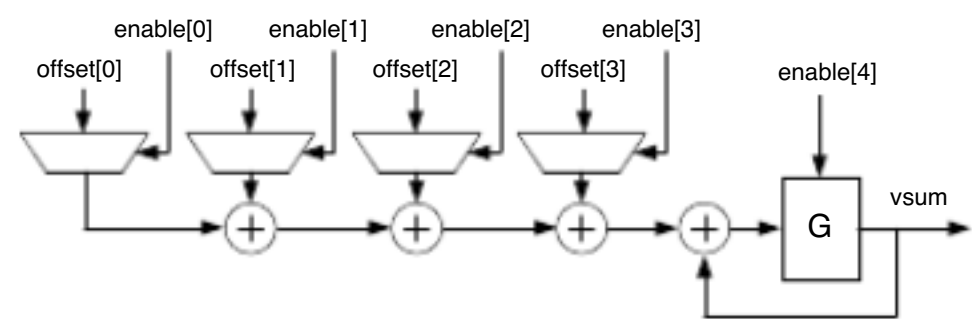 enable[0] enable[1] enable[2] enable[3]
offset[0] offset[1] offset[2] offset[3] enable[4]
+ + + + G vsum